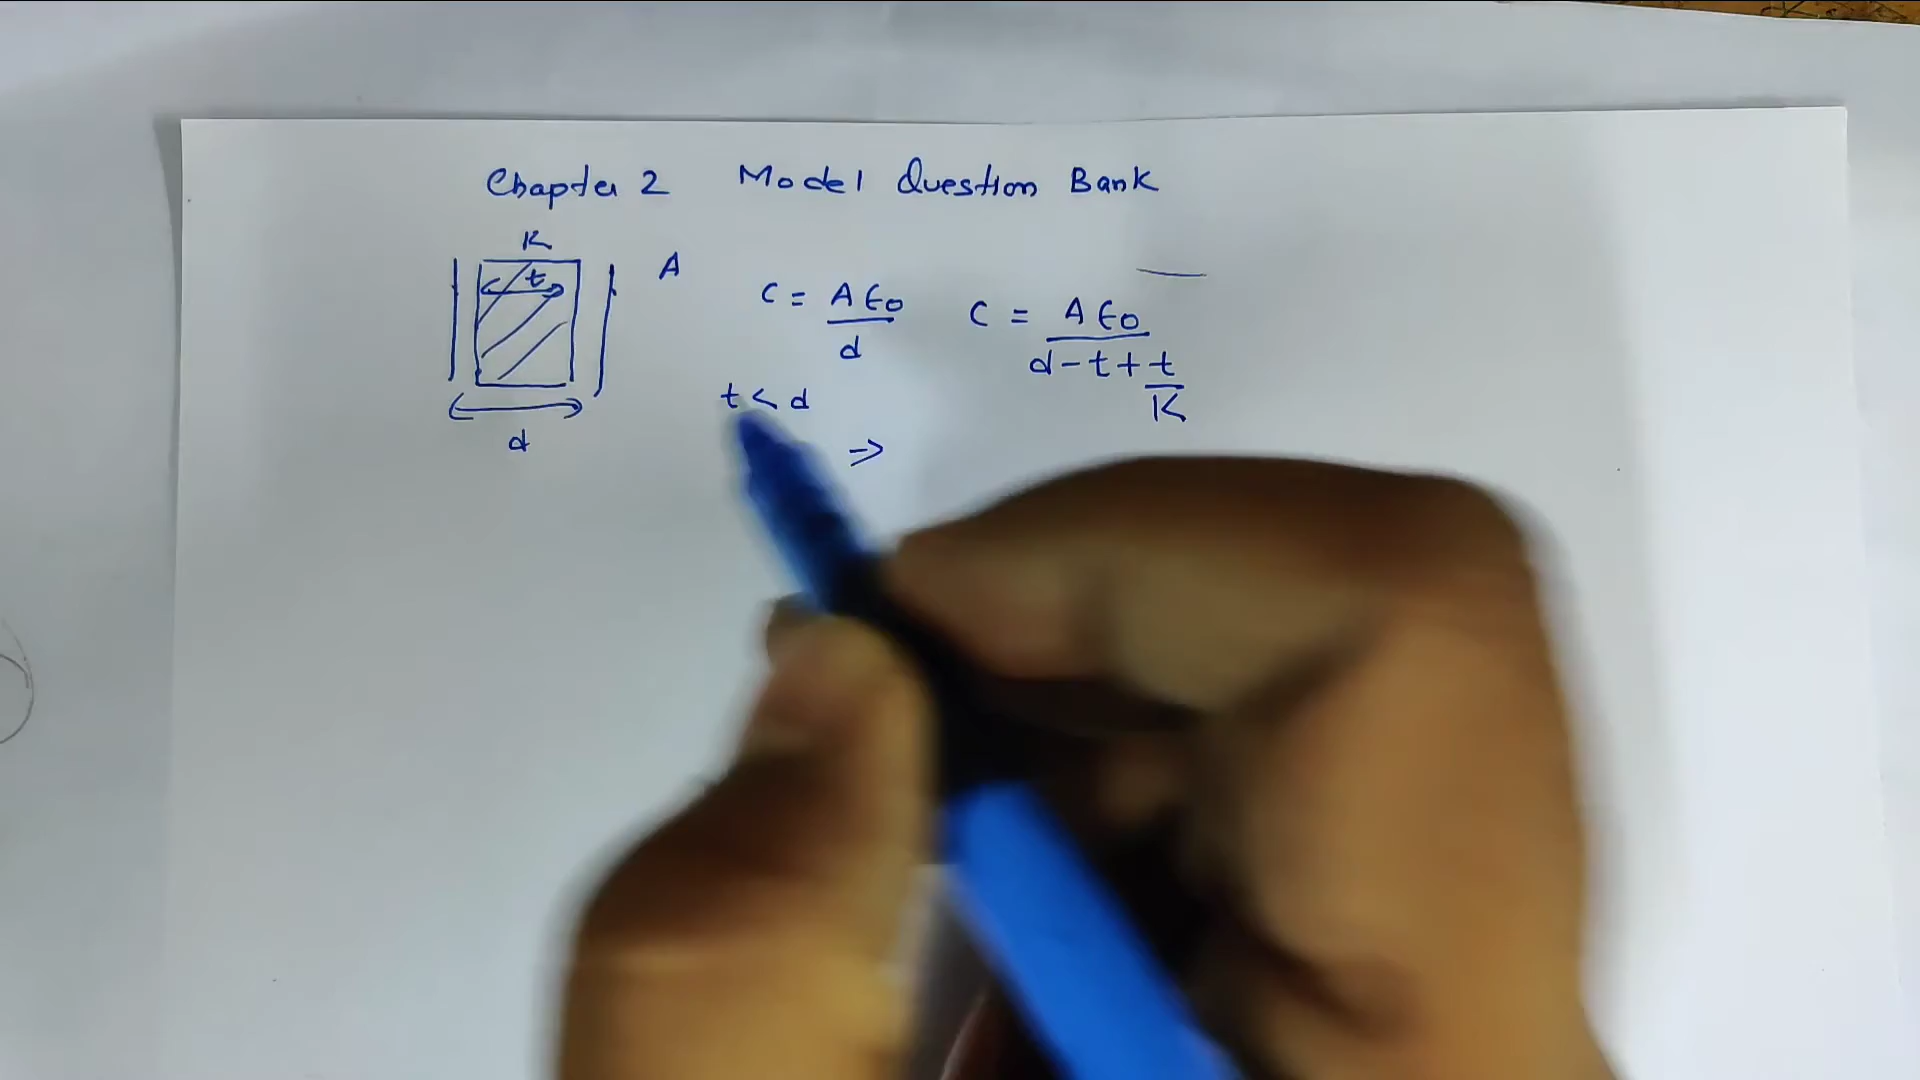 Chapter 2 Model Question Bank
K
t
A
d
C = Aϵ0/d
C = Aϵ0/(d-t+t/K)
t < d
⇒